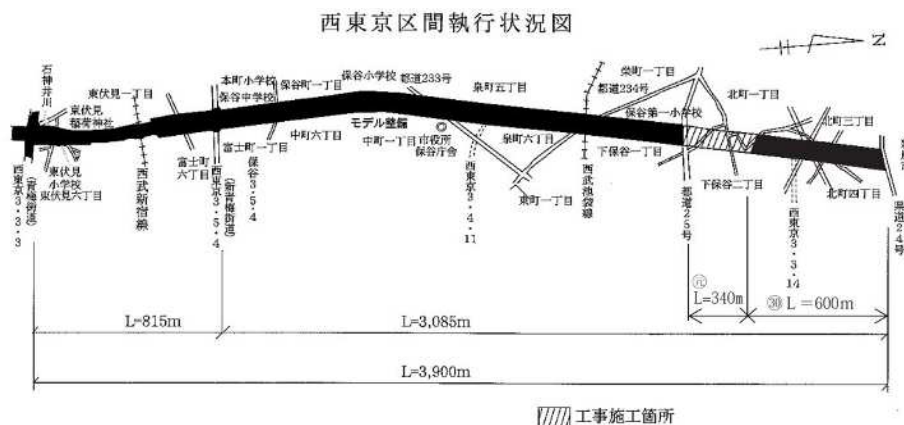 西東京区間執行状況図
N
石神井川
東伏見
稲荷神社
東伏見一丁目
本町小学校
保谷中学校
保谷町一丁目
保谷小学校
都道233号
泉町五丁目
栄町一丁目
都道234号
保谷第一小学校
北町一丁目
北町三丁目
モデル整備
西東京3・3・3
(青梅街道)
東伏見
小学校
東伏見六丁目
西武新宿線
富士町
六丁目
西東京3・5・4
(新青梅街道)
富士町一丁目
保谷3・5・4
中町六丁目
中町一丁目
市役所
保谷庁舎
西東京3・4・11
泉町六丁目
東町一丁目
西武池袋線
下保谷一丁目
都道25号
下保谷二丁目
西東京3・3・14
北町四丁目
県道24号
元
L=340m
㉚ L=600m
L=815m
L=3,085m
L=3,900m
工事施工箇所